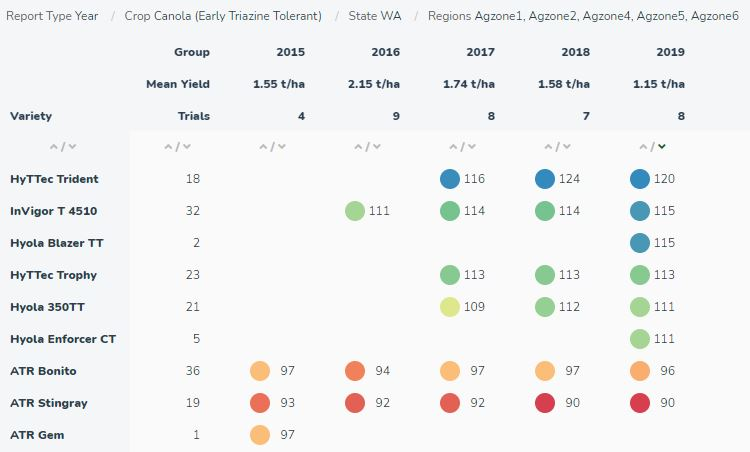 Report Type Year / Crop Canola (Early Triazine Tolerant) / State WA / Regions Agzone1, Agzone2, Agzone4, Agzone5, Agzone6
Group 2015 2016 2017 2018 2019
Mean Yield 1.55 t/ha 2.15 t/ha 1.74 t/ha 1.58 t/ha 1.15 t/ha
Variety Trials 4 9 8 7 8
/ / / / / / /
HyTTec Trident 18 116 124 120
InVigor T 4510 32 111 114 114 115
Hyola Blazer TT 2 115
HyTTec Trophy 23 113 113 113
Hyola 350TT 21 109 112 111
Hyola Enforcer CT 5 111
ATR Bonito 36 97 94 97 97 96
ATR Stingray 19 93 92 92 90 90
ATR Gem 1 97